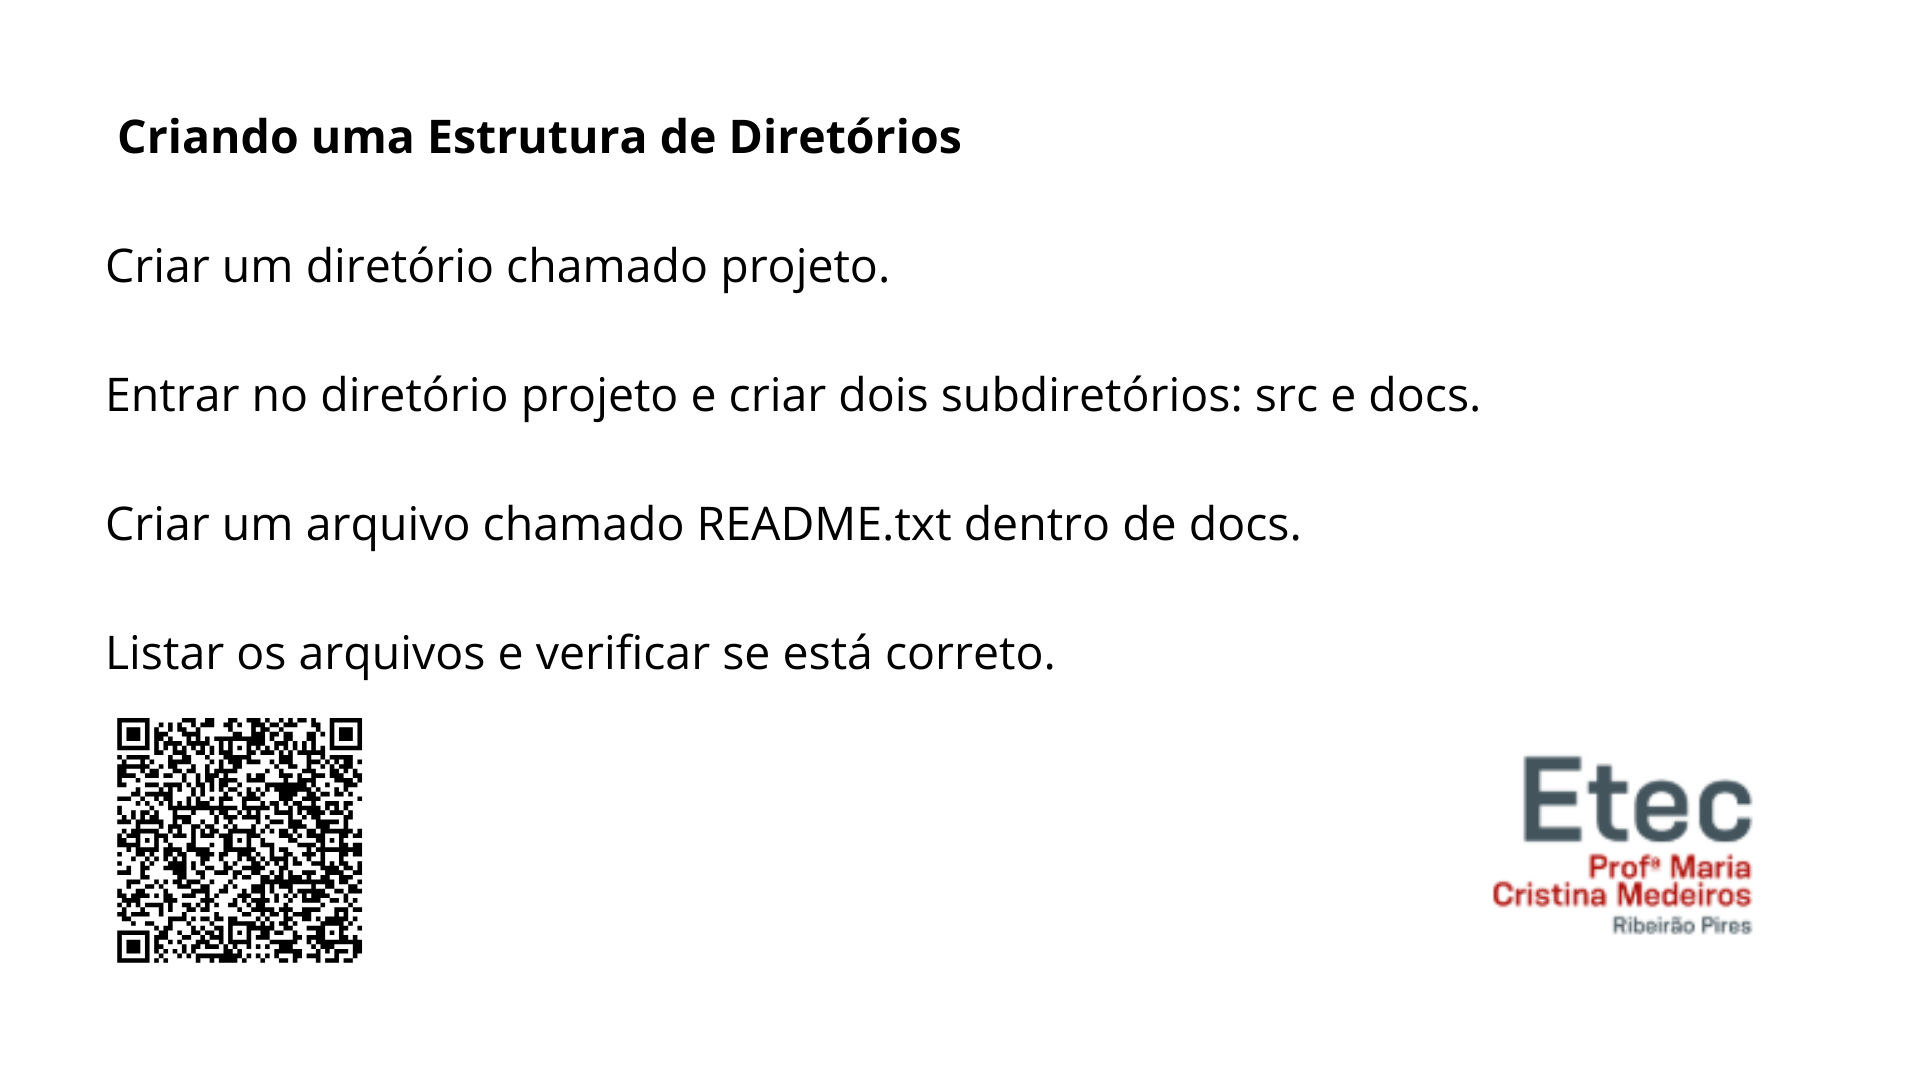 Criando uma Estrutura de Diretórios
Criar um diretório chamado projeto.
Entrar no diretório projeto e criar dois subdiretórios: src e docs.
Criar um arquivo chamado README.txt dentro de docs.
Listar os arquivos e verificar se está correto.
Etec
Profª Maria
Cristina Medeiros
Ribeirão Pires